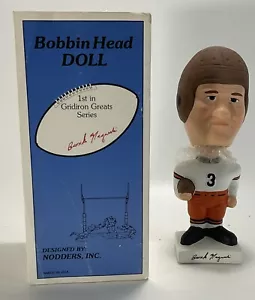 Bobbin Head
DOLL
1st in
Gridiron Greats
Series
3
DESIGNED BY:
NODDERS, INC.